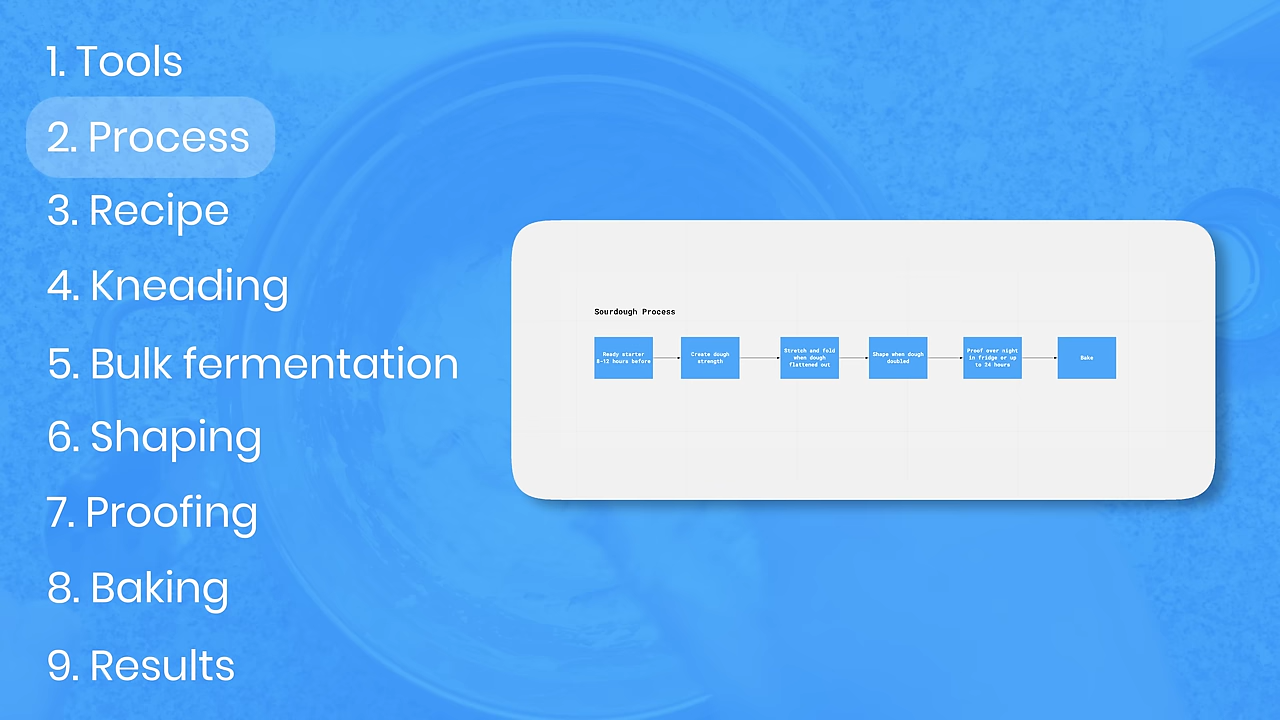 1. Tools
2. Process
3. Recipe
4. Kneading
5. Bulk fermentation
6. Shaping
7. Proofing
8. Baking
9. Results
Sourdough Process
Ready starter
8-12 hours before
Create dough
strength
Stretch and fold
when dough
flattened out
Shape when dough
doubled
Proof over night
in fridge or up
to 24 hours
Bake